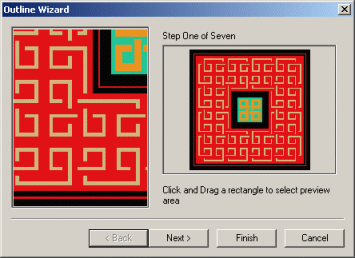 Outline Wizard
Step One of Seven
Click and Drag a rectangle to select preview
area
< Back
Next >
Finish
Cancel